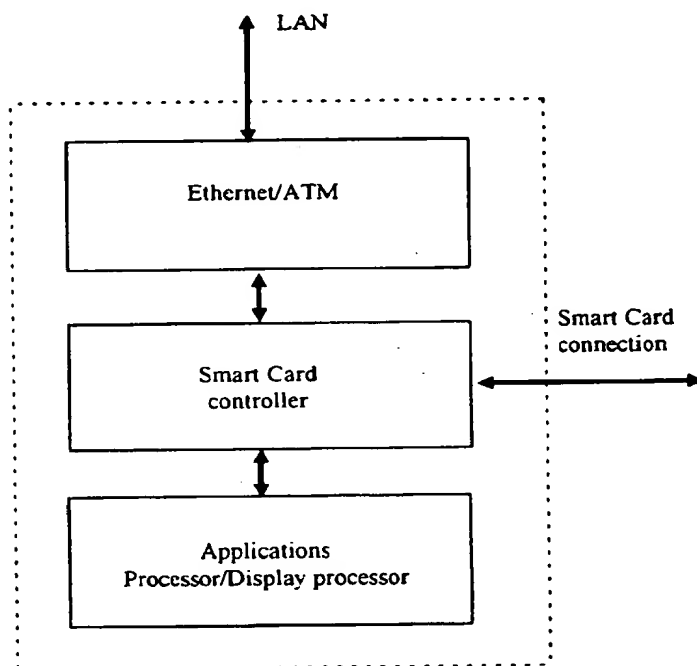 LAN
Ethernet/ATM
Smart Card
connection
Smart Card
controller
Applications
Processor/Display processor